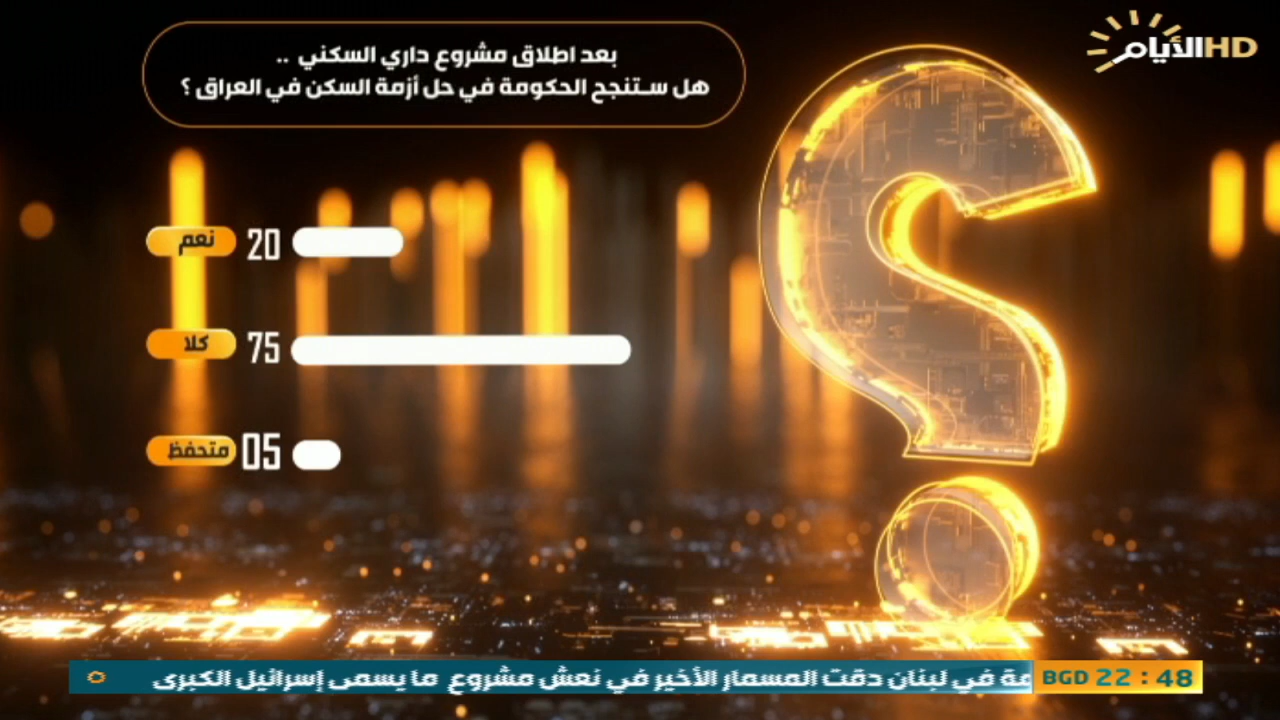 الأيام HD
بعد اطلاق مشروع داري السكني ..
هل ستنجح الحكومة في حل أزمة السكن في العراق ؟
نعم 20
كلا 75
متحفظ 05
في لبنان دقت المسمار الأخير في نعش مشروع ما يسمى إسرائيل الكبرى
BGD 22 : 48